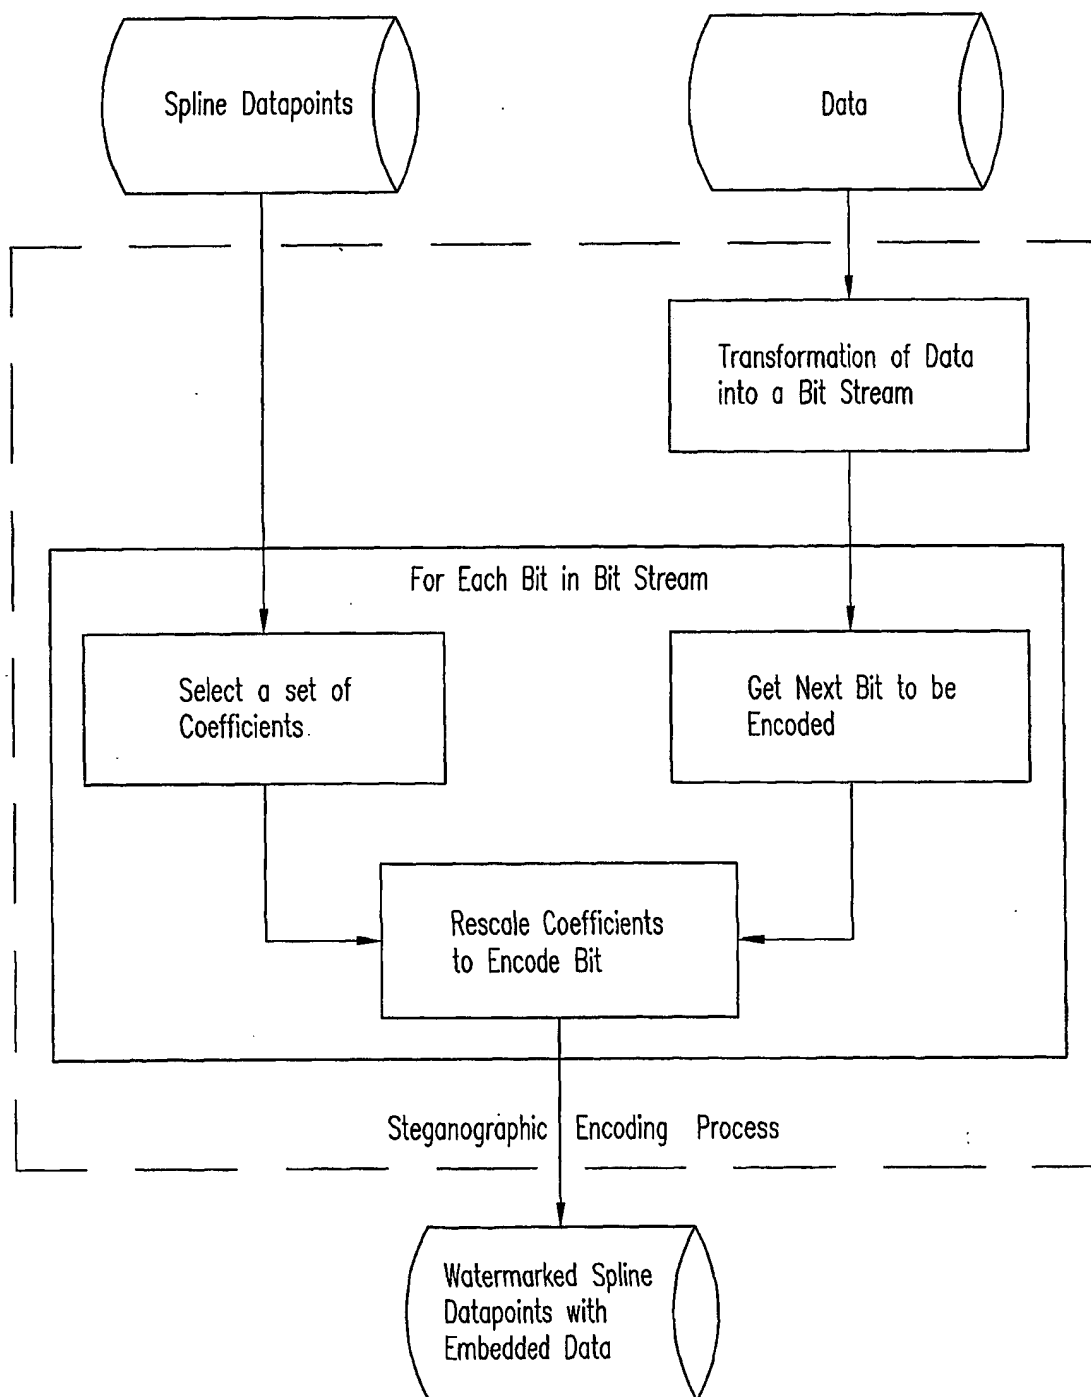 Spline Datapoints
Data
Transformation of Data
into a Bit Stream
For Each Bit in Bit Stream
Select a set of
Coefficients
Get Next Bit to be
Encoded
Rescale Coefficients
to Encode Bit
Steganographic Encoding Process
Watermarked Spline
Datapoints with
Embedded Data